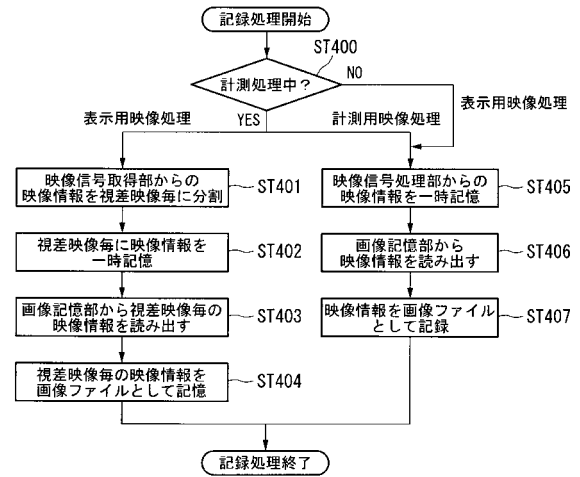 記録処理開始
ST400
計測処理中?
NO
YES
表示用映像処理
表示用映像処理
計測用映像処理
映像信号取得部からの
映像情報を視差映像毎に分割
ST401
視差映像毎に映像情報を
一時記憶
ST402
画像記憶部から視差映像毎の
映像情報を読み出す
ST403
視差映像毎の映像情報を
画像ファイルとして記憶
ST404
映像信号処理部からの
映像情報を一時記憶
ST405
画像記憶部から
映像情報を読み出す
ST406
映像情報を画像ファイル
として記録
ST407
記録処理終了